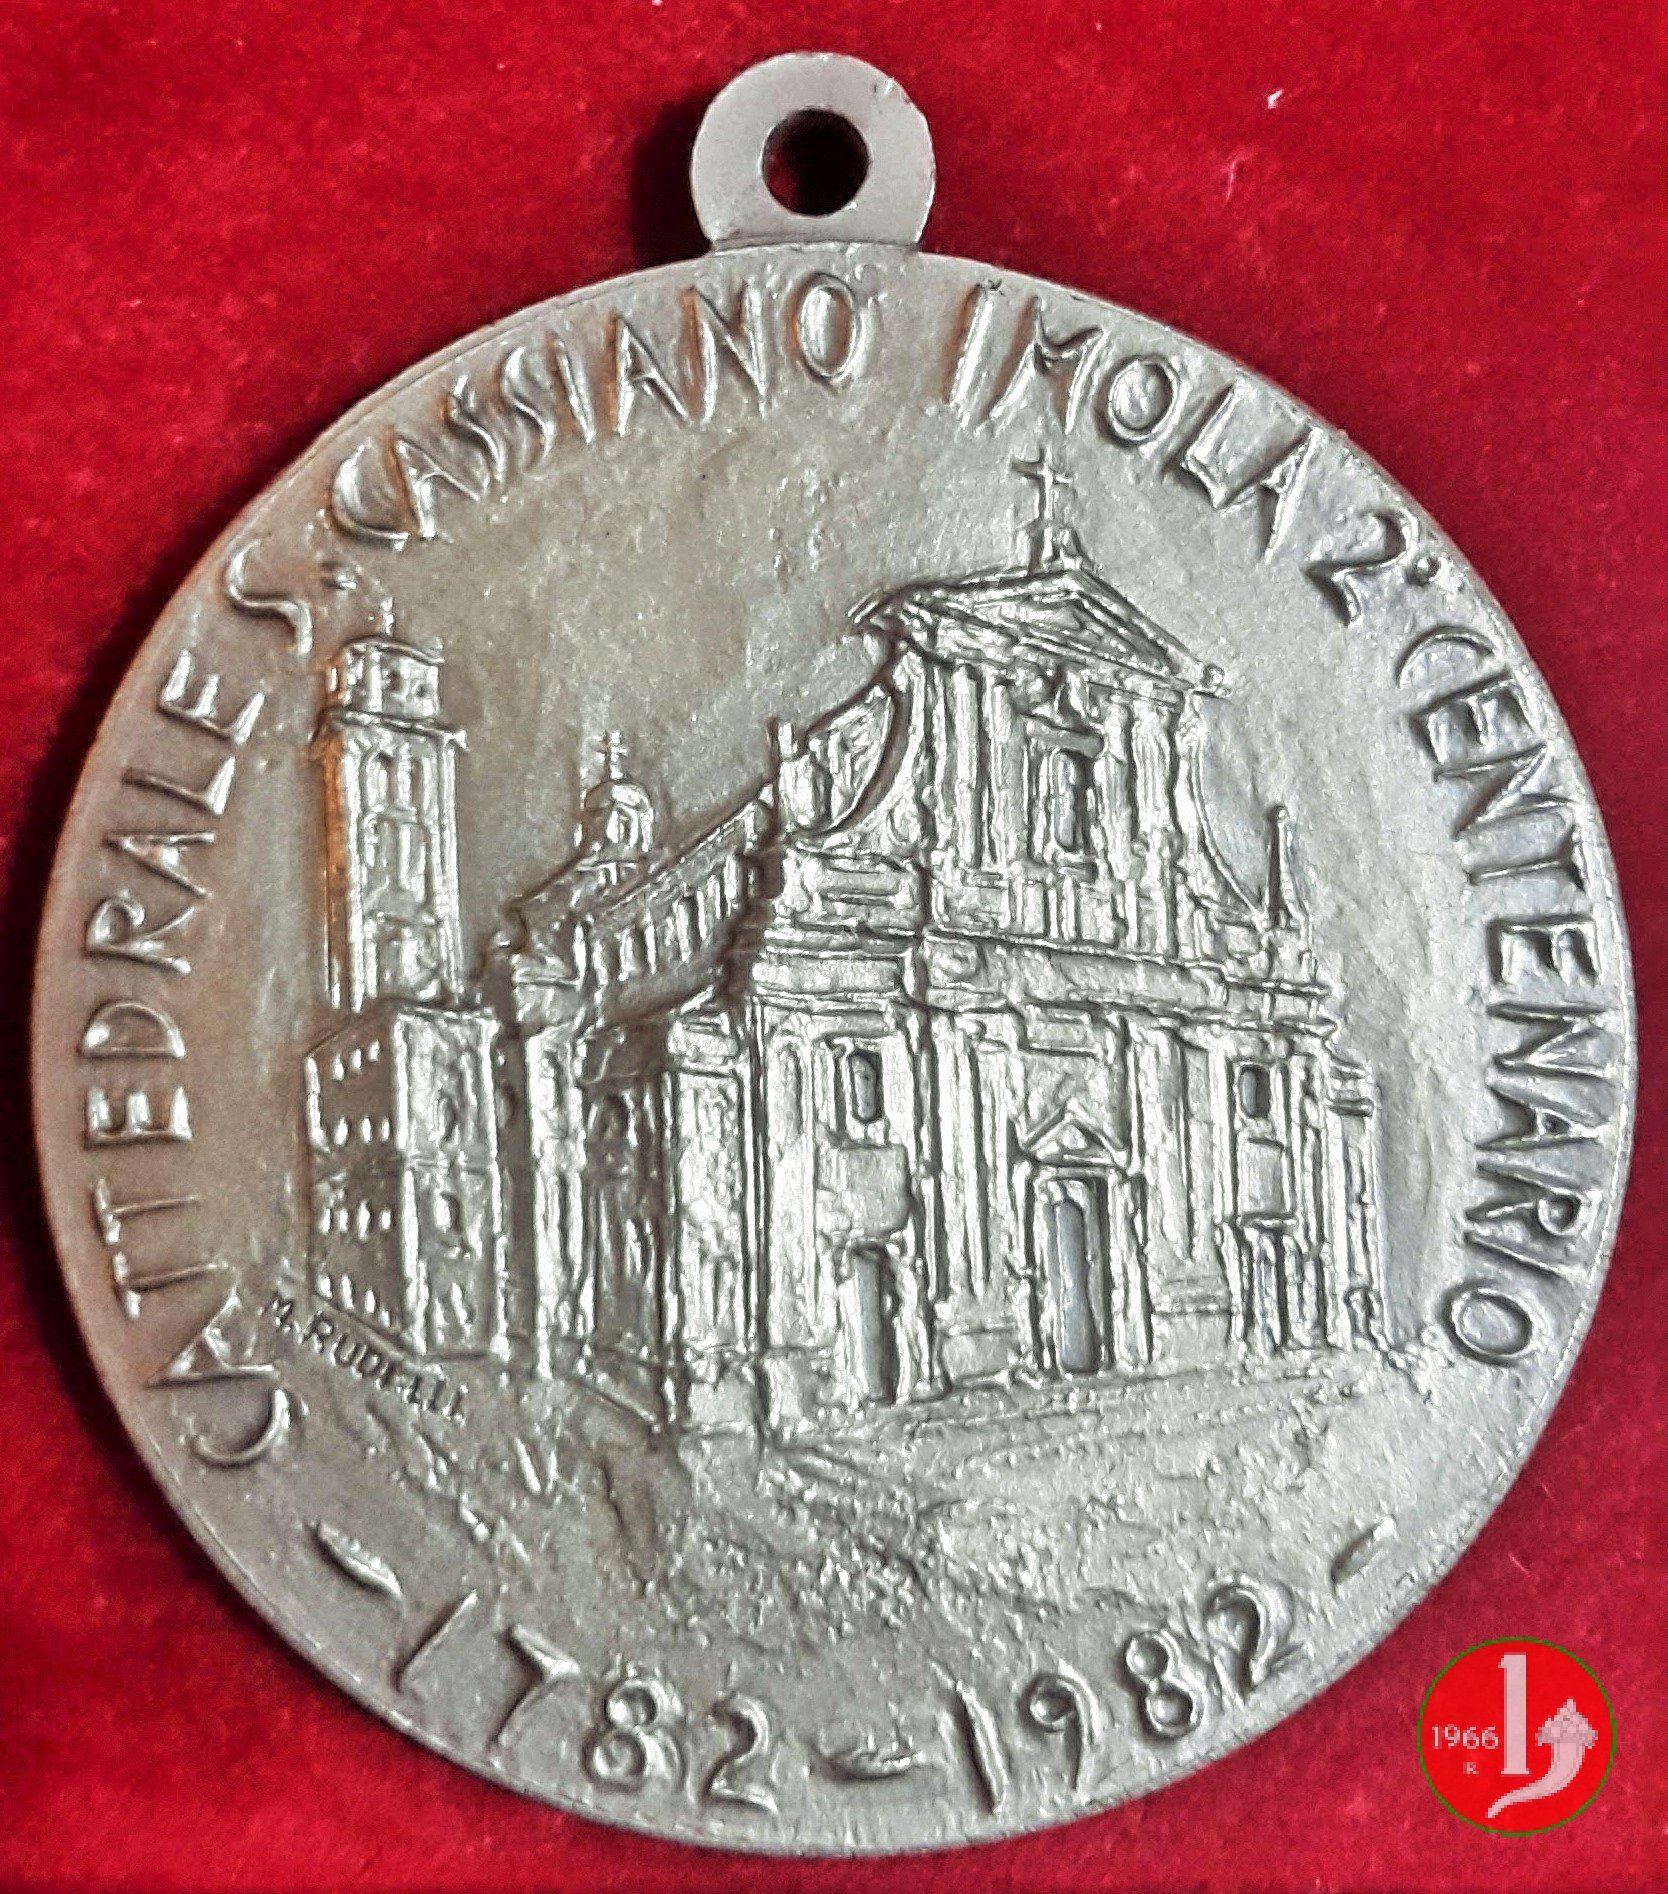 CATTEDRALE S. CASSIANO IMOLA 2° CENTENARIO
M. RUDELLI
- 1782 - 1982 -
1966
R